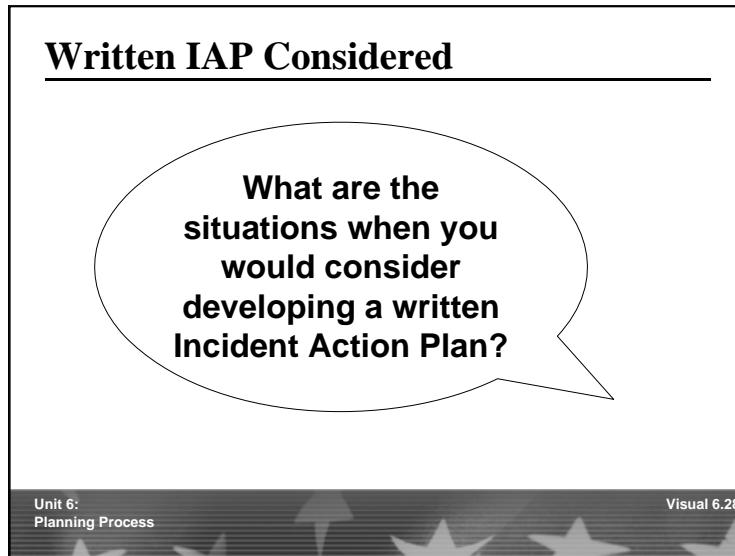 Written IAP Considered
What are the
situations when you
would consider
developing a written
Incident Action Plan?
Unit 6:
Planning Process
Visual 6.28